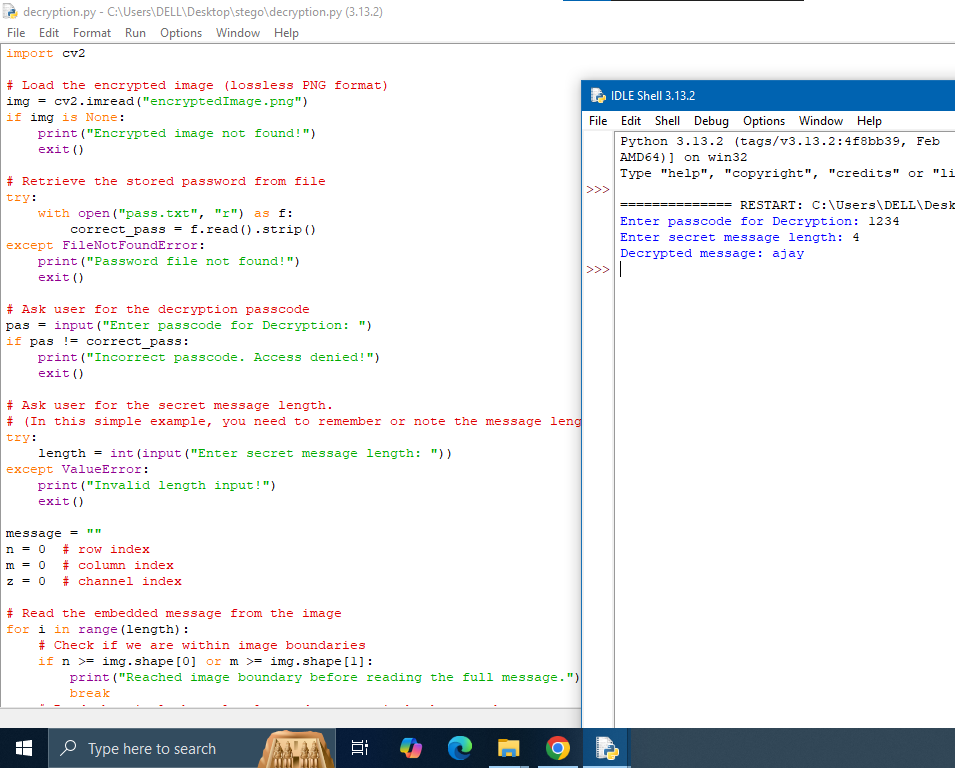 decryption.py - C:\Users\DELL\Desktop\stego\decryption.py (3.13.2)
File Edit Format Run Options Window Help
import cv2
# Load the encrypted image (lossless PNG format)
img = cv2.imread("encryptedImage.png")
if img is None:
    print("Encrypted image not found!")
    exit()
# Retrieve the stored password from file
try:
    with open("pass.txt", "r") as f:
        correct_pass = f.read().strip()
except FileNotFoundError:
    print("Password file not found!")
    exit()
# Ask user for the decryption passcode
pas = input("Enter passcode for Decryption: ")
if pas != correct_pass:
    print("Incorrect passcode. Access denied!")
    exit()
# Ask user for the secret message length.
# (In this simple example, you need to remember or note the message leng
try:
    length = int(input("Enter secret message length: "))
except ValueError:
    print("Invalid length input!")
    exit()
message = ""
n = 0  # row index
m = 0  # column index
z = 0  # channel index
# Read the embedded message from the image
for i in range(length):
    # Check if we are within image boundaries
    if n >= img.shape[0] or m >= img.shape[1]:
        print("Reached image boundary before reading the full message.")
        break
IDLE Shell 3.13.2
File Edit Shell Debug Options Window Help
Python 3.13.2 (tags/v3.13.2:4f8bb39, Feb
AMD64)] on win32
Type "help", "copyright", "credits" or "li
>>>
============== RESTART: C:\Users\DELL\Desk
Enter passcode for Decryption: 1234
Enter secret message length: 4
Decrypted message: ajay
>>>
Type here to search